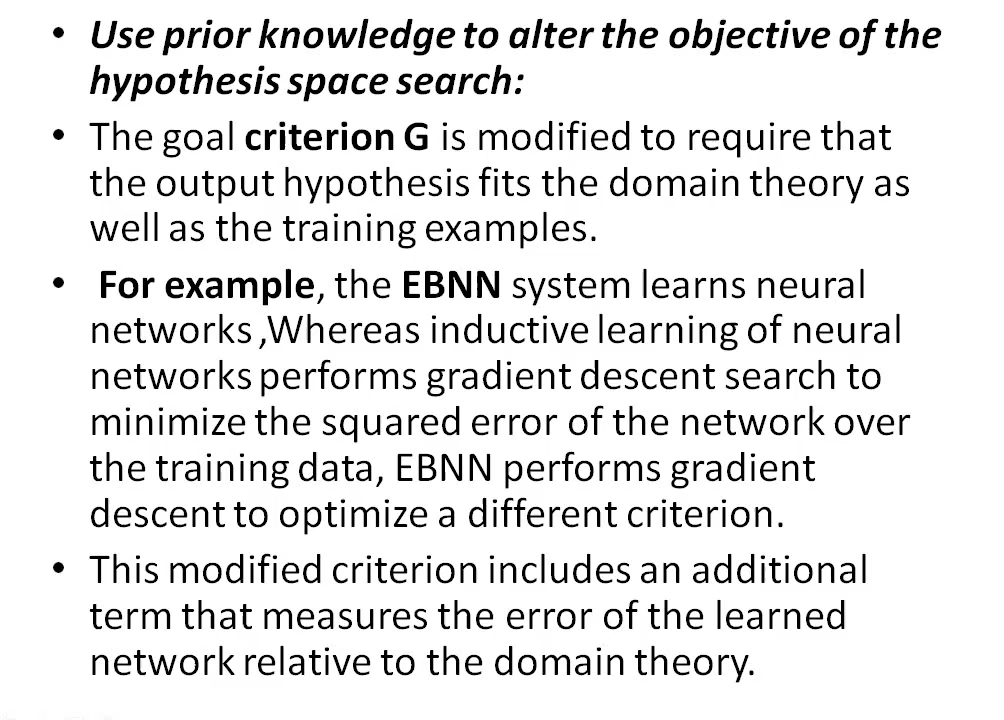 • Use prior knowledge to alter the objective of the
hypothesis space search:
• The goal criterion G is modified to require that
the output hypothesis fits the domain theory as
well as the training examples.
• For example, the EBNN system learns neural
networks ,Whereas inductive learning of neural
networks performs gradient descent search to
minimize the squared error of the network over
the training data, EBNN performs gradient
descent to optimize a different criterion.
• This modified criterion includes an additional
term that measures the error of the learned
network relative to the domain theory.